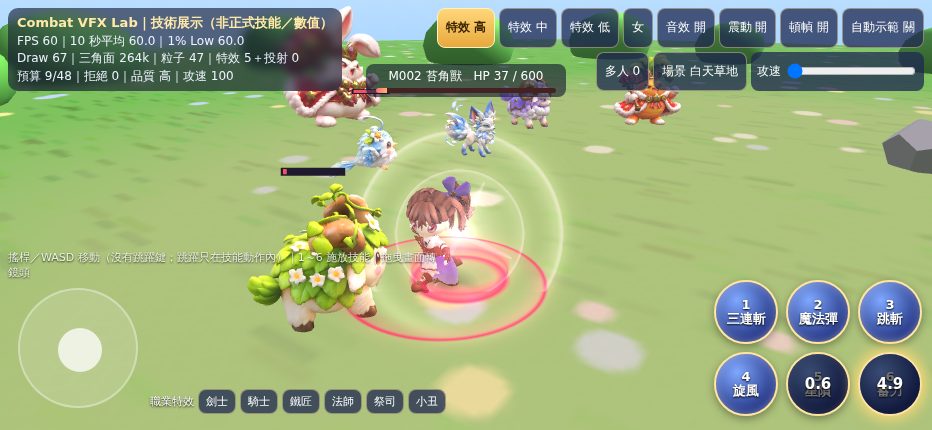 Combat VFX Lab｜技術展示（非正式技能／數值）
FPS 60｜10 秒平均 60.0｜1% Low 60.0
Draw 67｜三角面 264k｜粒子 47｜特效 5＋投射 0
預算 9/48｜拒絕 0｜品質 高｜攻速 100
特效 高
特效 中
特效 低
女
音效 開
震動 開
頓幀 開
自動示範 關
多人 0
場景 白天草地
攻速
M002 苔角獸 HP 37 / 600
搖桿／WASD 移動（沒有跳躍鍵；跳躍只在技能動作內）｜1～6 施放技能｜拖曳畫面轉
鏡頭
1
三連斬
2
魔法彈
3
跳斬
4
旋風
0.6
4.9
職業特效
劍士
騎士
鐵匠
法師
祭司
小丑